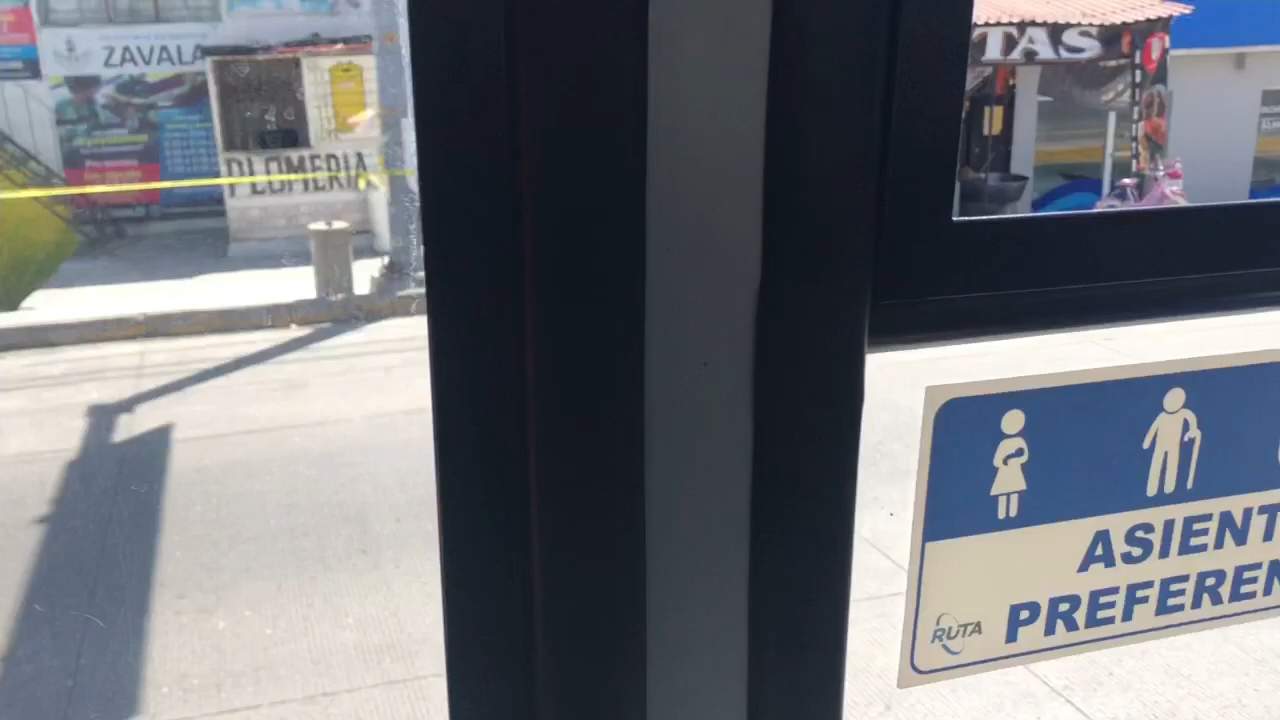 ZAVALA
PLOMERIA
TAS
ASIENT
PREFEREN
RUTA